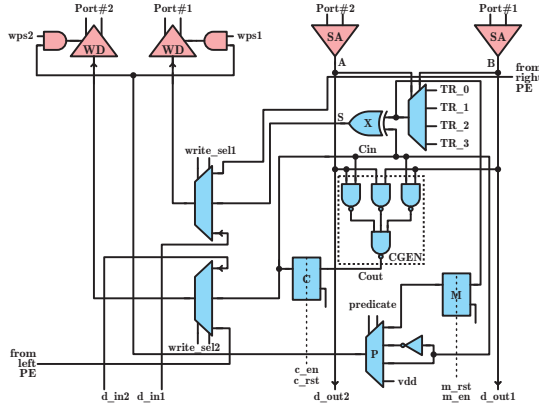 Port#2
Port#1
Port#2
Port#1
wps2
WD
WD
wps1
SA
SA
A
B
from
right
PE
TR_0
TR_1
TR_2
TR_3
S
X
Cin
write_sel1
CGEN
Cout
C
M
predicate
P
write_sel2
from
left
PE
c_en
c_rst
vdd
m_rst
m_en
d_in2
d_in1
d_out2
d_out1